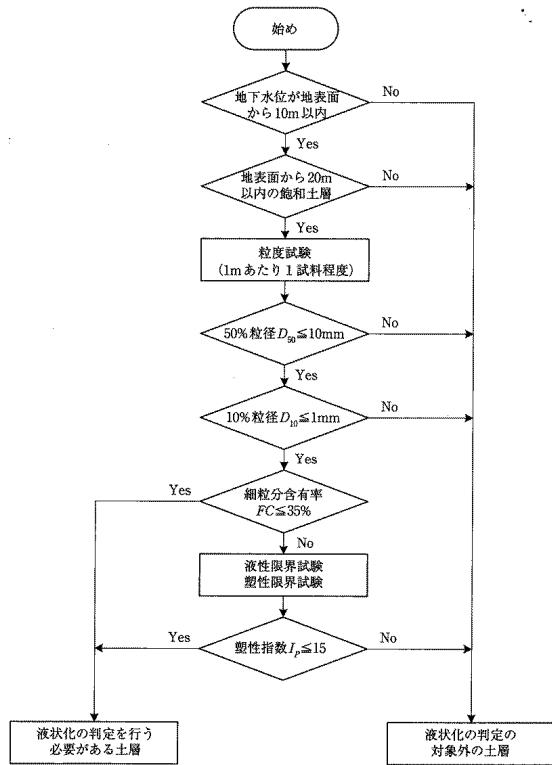 始め
地下水位が地表面
から10m以内
No
Yes
地表面から20m
以内の飽和土層
No
Yes
粒度試験
(1mあたり1試料程度)
50%粒径D50≦10mm
No
Yes
10%粒径D10≦1mm
No
Yes
Yes
細粒分含有率
FC≦35%
No
液性限界試験
塑性限界試験
Yes
塑性指数IP≦15
No
液状化の判定を行う
必要がある土層
液状化の判定の
対象外の土層